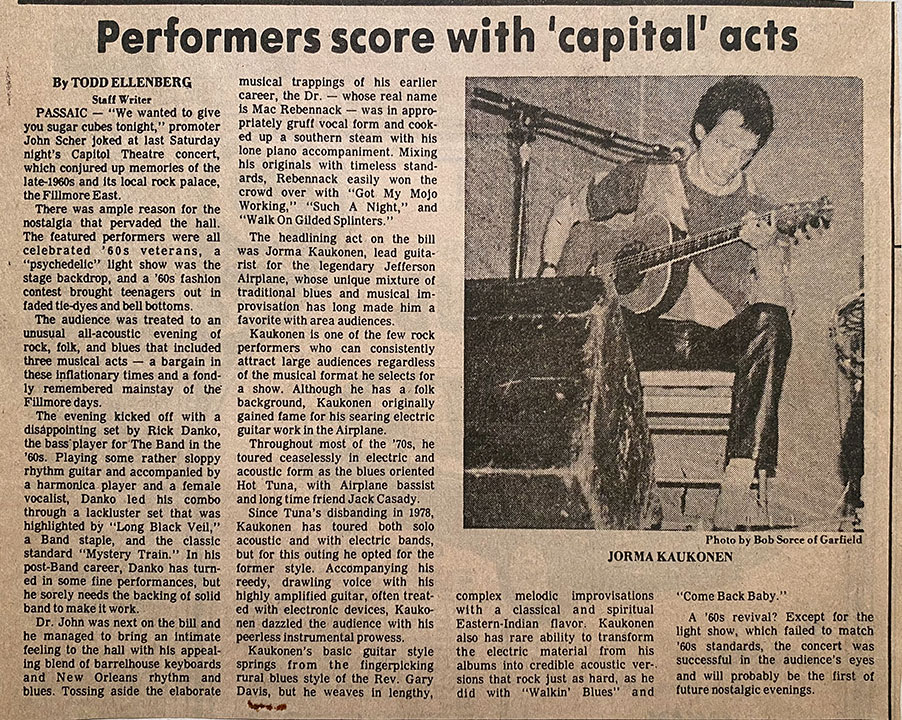 Performers score with 'capital' acts
By TODD ELLENBERG
Staff Writer
PASSAIC — "We wanted to give
you sugar cubes tonight," promoter
John Scher joked at last Saturday
night's Capitol Theatre concert,
which conjured up memories of the
late-1960s and its local rock palace,
the Fillmore East.
There was ample reason for the
nostalgia that pervaded the hall.
The featured performers were all
celebrated '60s veterans, a
"psychedelic" light show was the
stage backdrop, and a '60s fashion
contest brought teenagers out in
faded tie-dyes and bell bottoms.
The audience was treated to an
unusual all-acoustic evening of
rock, folk, and blues that included
three musical acts — a bargain in
these inflationary times and a fond-
ly remembered mainstay of the
Fillmore days.
The evening kicked off with a
disappointing set by Rick Danko,
the bass player for The Band in the
'60s. Playing some rather sloppy
rhythm guitar and accompanied by
a harmonica player and a female
vocalist, Danko led his combo
through a lackluster set that was
highlighted by "Long Black Veil,"
a Band staple, and the classic
standard "Mystery Train." In his
post-Band career, Danko has turn-
ed in some fine performances, but
he sorely needs the backing of solid
band to make it work.
Dr. John was next on the bill and
he managed to bring an intimate
feeling to the hall with his appeal-
ing blend of barrelhouse keyboards
and New Orleans rhythm and
blues. Tossing aside the elaborate
musical trappings of his earlier
career, the Dr. — whose real name
is Mac Rebennack — was in appro-
priately gruff vocal form and cook-
ed up a southern steam with his
lone piano accompaniment. Mixing
his originals with timeless stand-
ards, Rebennack easily won the
crowd over with "Got My Mojo
Working," "Such A Night," and
"Walk On Gilded Splinters."
The headlining act on the bill
was Jorma Kaukonen, lead guita-
rist for the legendary Jefferson
Airplane, whose unique mixture of
traditional blues and musical im-
provisation has long made him a
favorite with area audiences.
Kaukonen is one of the few rock
performers who can consistently
attract large audiences regardless
of the musical format he selects for
a show. Although he has a folk
background, Kaukonen originally
gained fame for his searing electric
guitar work in the Airplane.
Throughout most of the '70s, he
toured ceaselessly in electric and
acoustic form as the blues oriented
Hot Tuna, with Airplane bassist
and long time friend Jack Casady.
Since Tuna's disbanding in 1978,
Kaukonen has toured both solo
acoustic and with electric bands,
but for this outing he opted for the
former style. Accompanying his
reedy, drawling voice with his
highly amplified guitar, often treat-
ed with electronic devices, Kauko-
nen dazzled the audience with his
peerless instrumental prowess.
Kaukonen's basic guitar style
springs from the fingerpicking
rural blues style of the Rev. Gary
Davis, but he weaves in lengthy,
Photo by Bob Sorce of Garfield
JORMA KAUKONEN
complex melodic improvisations
with a classical and spiritual
Eastern-Indian flavor. Kaukonen
also has rare ability to transform
the electric material from his
albums into credible acoustic ver-
sions that rock just as hard, as he
did with "Walkin' Blues" and
"Come Back Baby."
A '60s revival? Except for the
light show, which failed to match
'60s standards, the concert was
successful in the audience's eyes
and will probably be the first of
future nostalgic evenings.